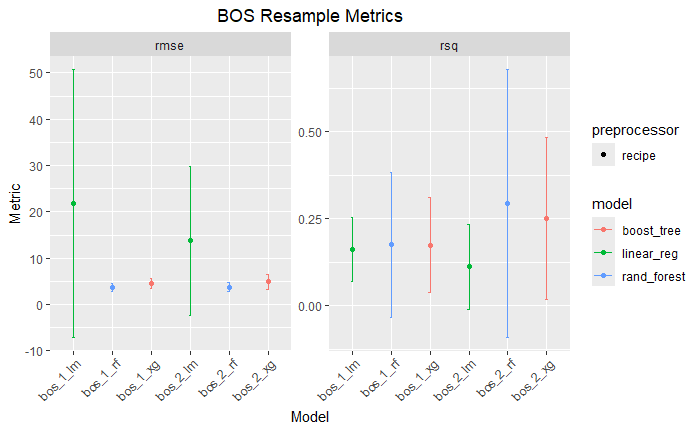 BOS Resample Metrics
rmse
rsq
Metric
50
40
30
20
10
0
-10
0.50
0.25
0.00
bos_1_lm
bos_1_rf
bos_1_xg
bos_2_lm
bos_2_rf
bos_2_xg
bos_1_lm
bos_1_rf
bos_1_xg
bos_2_lm
bos_2_rf
bos_2_xg
Model
preprocessor
recipe
model
boost_tree
linear_reg
rand_forest